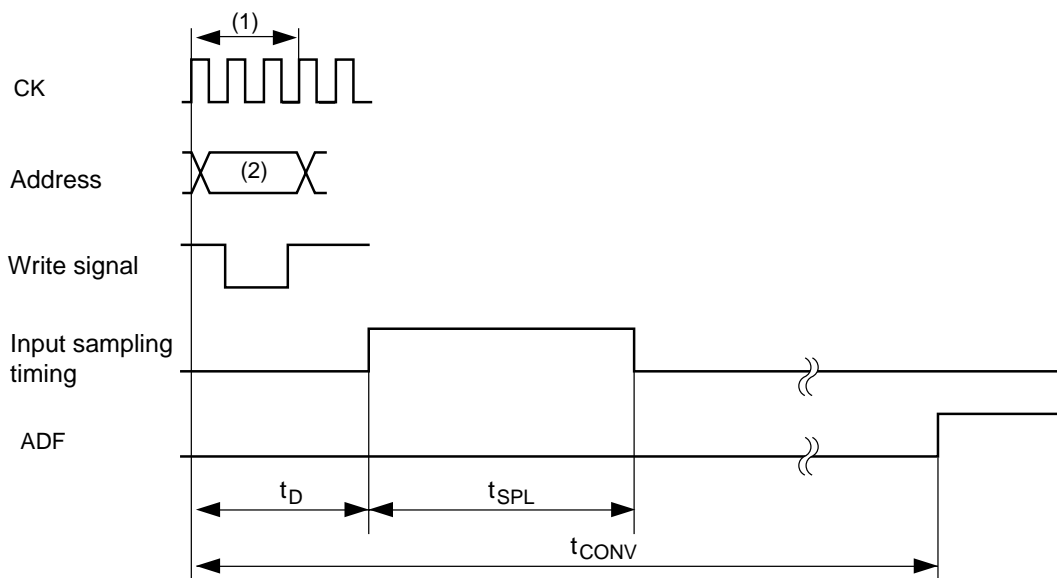 (1)
CK
Address
(2)
Write signal
Input sampling
timing
ADF
tD
tSPL
tCONV